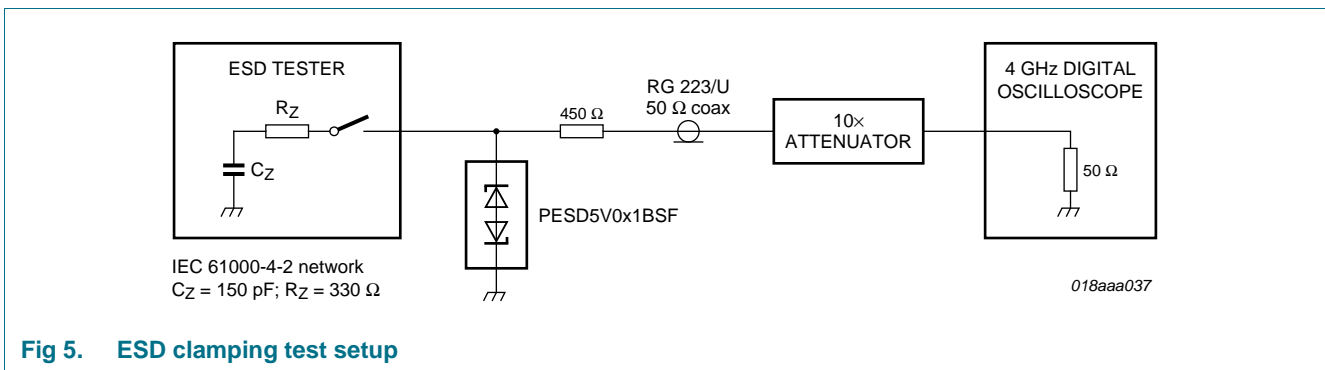 ESD TESTER
RZ
CZ
IEC 61000-4-2 network
CZ = 150 pF; RZ = 330 Ω
PESD5V0x1BSF
450 Ω
RG 223/U
50 Ω coax
10×
ATTENUATOR
4 GHz DIGITAL
OSCILLOSCOPE
50 Ω
018aaa037
Fig 5. ESD clamping test setup